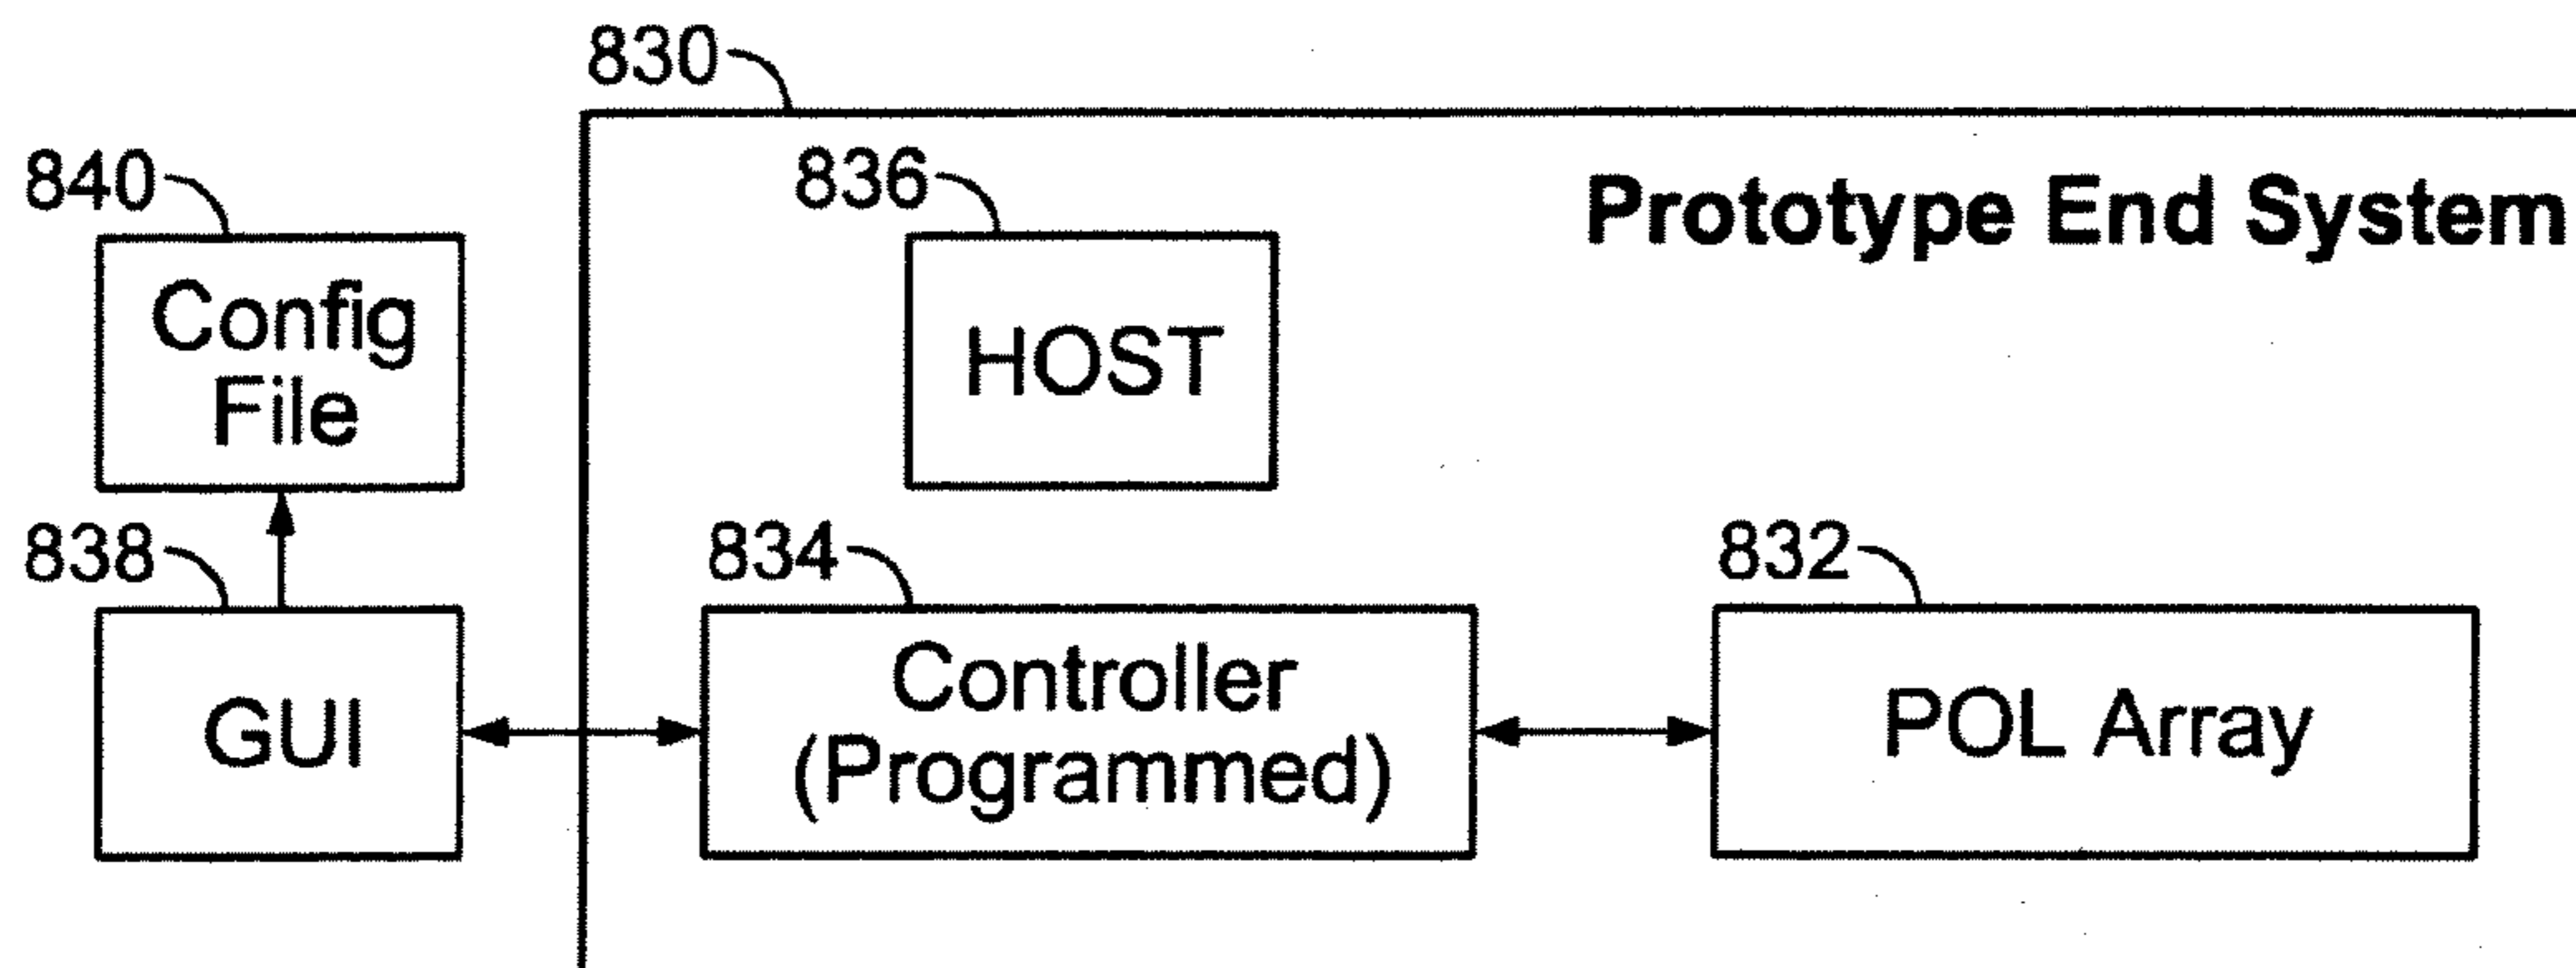 830
840
836
Prototype End System
Config
File
HOST
838
834
832
GUI
Controller
(Programmed)
POL Array